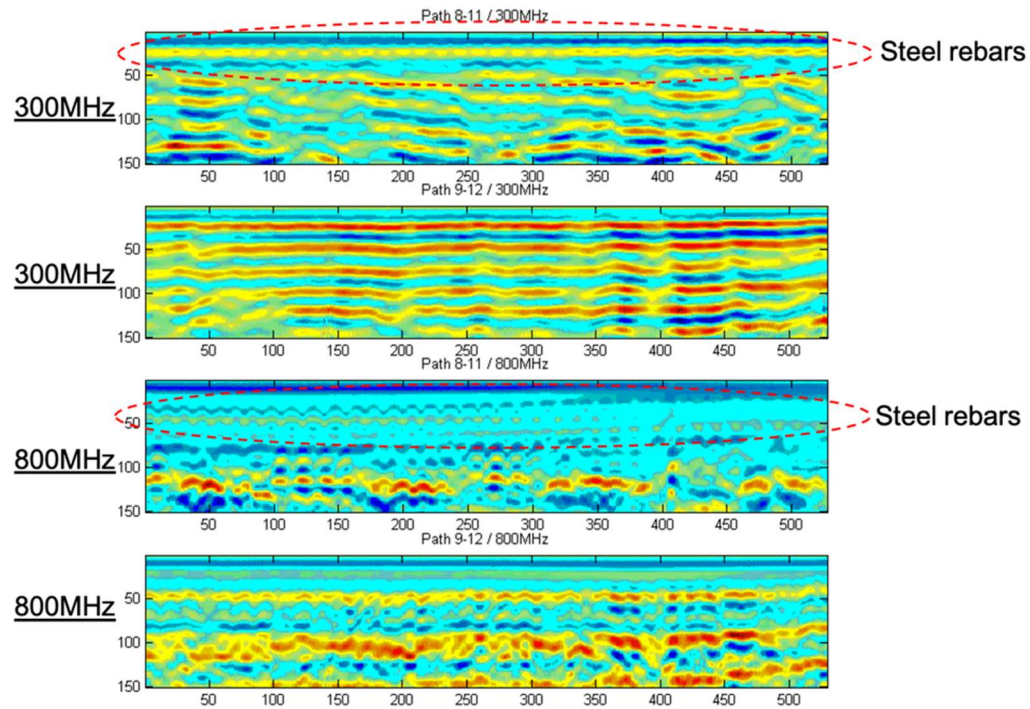 Path 8-11 / 300MHz
Steel rebars
300MHz
50
100
150
50 100 150 200 250 300 350 400 450 500
Path 9-12 / 300MHz
300MHz
50
100
150
50 100 150 200 250 300 350 400 450 500
Path 8-11 / 800MHz
Steel rebars
800MHz
50
100
150
50 100 150 200 250 300 350 400 450 500
Path 9-12 / 800MHz
800MHz
50
100
150
50 100 150 200 250 300 350 400 450 500